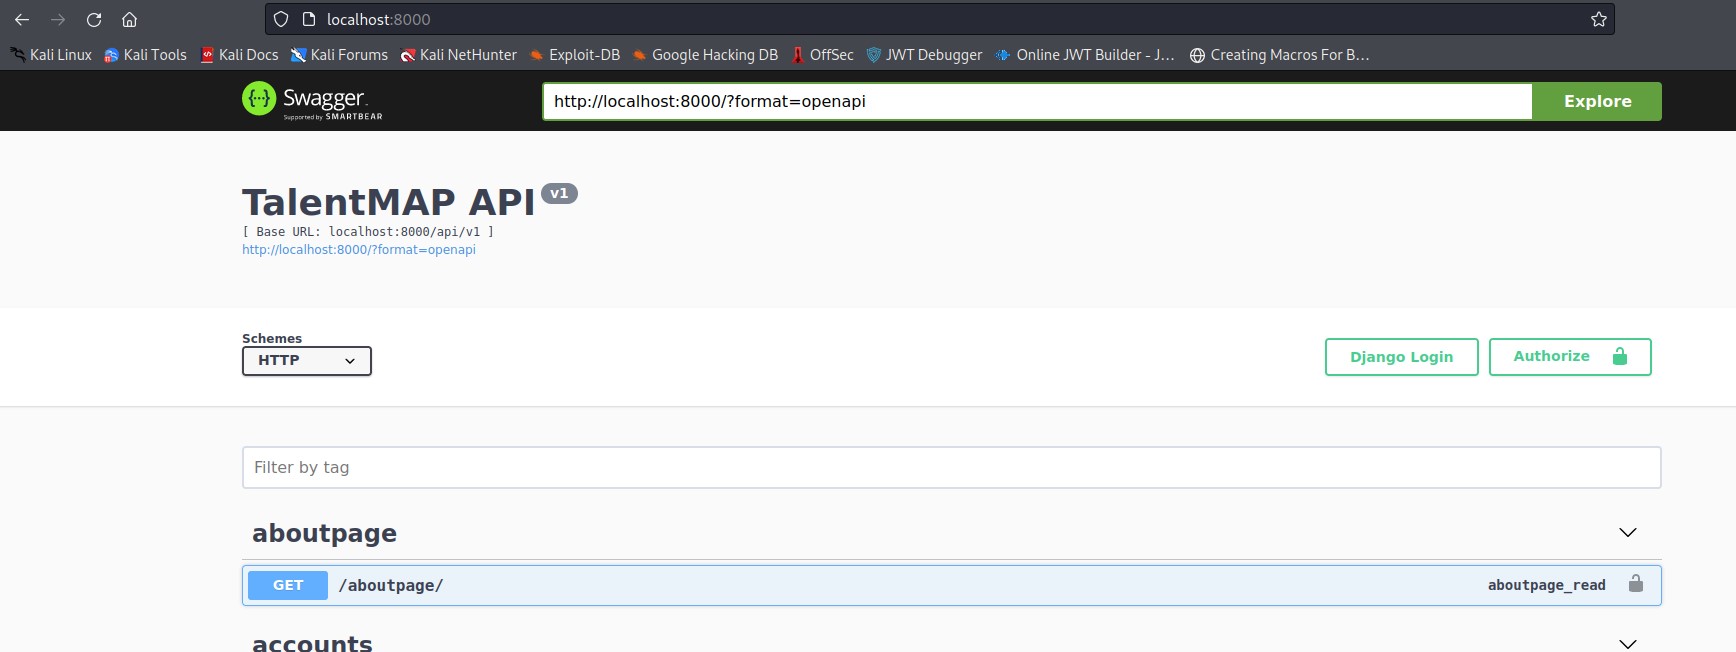 localhost:8000
Kali Linux Kali Tools Kali Docs Kali Forums Kali NetHunter Exploit-DB Google Hacking DB OffSec JWT Debugger Online JWT Builder - J… Creating Macros For B…
Swagger
Supported by SMARTBEAR
http://localhost:8000/?format=openapi Explore
TalentMAP API v1
[ Base URL: localhost:8000/api/v1 ]
http://localhost:8000/?format=openapi
Schemes
HTTP Django Login Authorize
Filter by tag
aboutpage
GET /aboutpage/ aboutpage_read
accounts